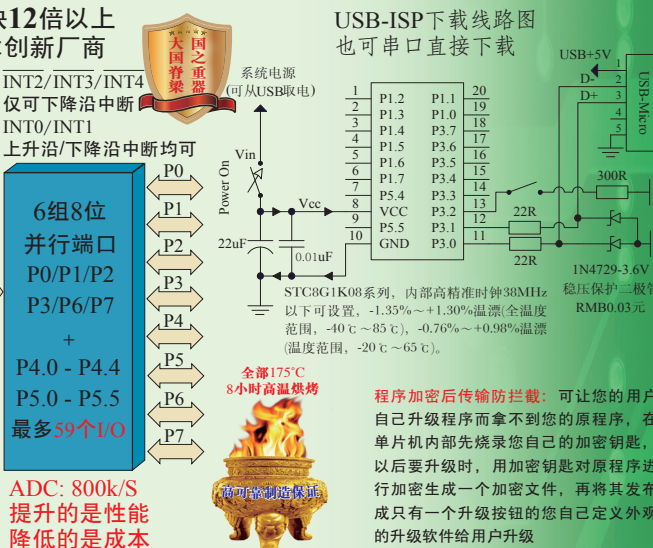 快12倍以上
创新厂商
大国脊梁
国之重器
INT2/INT3/INT4
仅可下降沿中断
INT0/INT1
上升沿/下降沿中断均可
6组8位
并行端口
P0/P1/P2
P3/P6/P7
+
P4.0 - P4.4
P5.0 - P5.5
最多59个I/O
P0
P1
P2
P3
P4
P5
P6
P7
ADC: 800k/S
提升的是性能
降低的是成本
USB-ISP下载线路图
也可串口直接下载
系统电源
(可从USB取电)
Vin
Power On
Vcc
22uF
0.01uF
1 P1.2 P1.1 20
2 P1.3 P1.0 19
3 P1.4 P3.7 18
4 P1.5 P3.6 17
5 P1.6 P3.5 16
6 P1.7 P3.4 15
7 P5.4 P3.3 14
8 VCC P3.2 13
9 P5.5 P3.1 12
10 GND P3.0 11
USB+5V
D-
D+
1
2
3
4
5
USB-Micro
300R
22R
22R
1N4729-3.6V
稳压保护二极管
RMB0.03元
STC8G1K08系列，内部高精准时钟38MHz
以下可设置，-1.35%～+1.30%温漂(全温度
范围，-40℃～85℃)，-0.76%～+0.98%温漂
(温度范围，-20℃～65℃)。
全部175℃
8小时高温烘烤
高可靠制造保证
程序加密后传输防拦截：可让您的用户
自己升级程序而拿不到您的原程序，在
单片机内部先烧录您自己的加密钥匙，
以后要升级时，用加密钥匙对原程序进
行加密生成一个加密文件，再将其发布
成只有一个升级按钮的您自己定义外观
的升级软件给用户升级